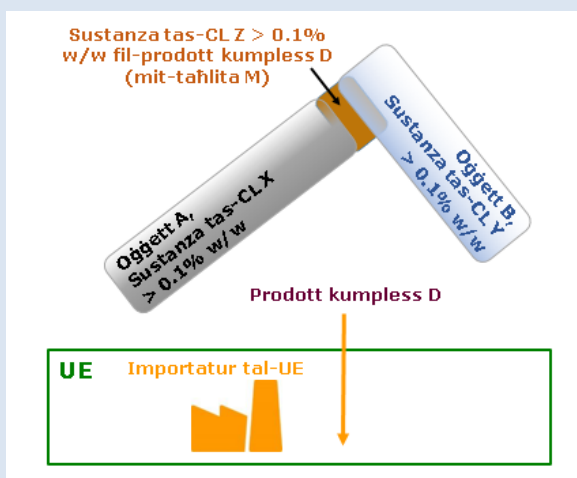 Sustanza tas-CL Z > 0.1%
w/w fil-prodott kumpless D
(mit-taħlita M)
Oġġett A,
Sustanza tas-CL X
> 0.1% w/w
Oġġett B,
Sustanza tas-CL Y
> 0.1% w/w
Prodott kumpless D
UE
Importatur tal-UE